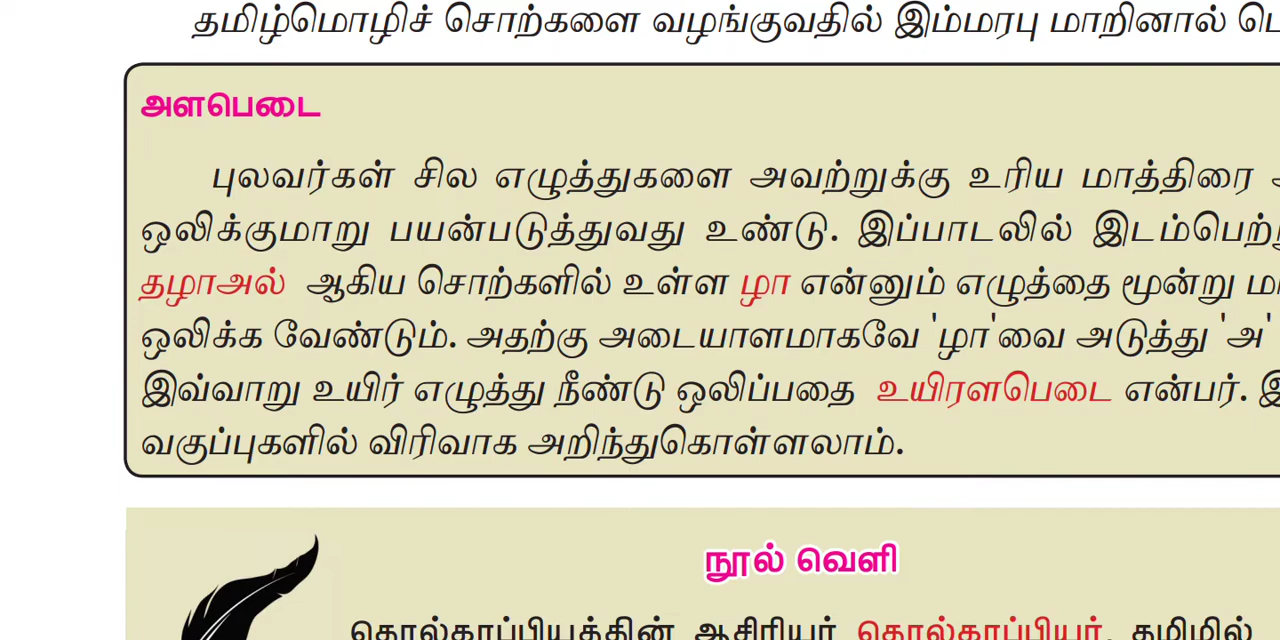 தமிழ்மொழிச் சொற்களை வழங்குவதில் இம்மரபு மாறினால்
அளபெடை
புலவர்கள் சில எழுத்துகளை அவற்றுக்கு உரிய மாத்திரை
ஒலிக்குமாறு பயன்படுத்துவது உண்டு. இப்பாடலில்
தழாஅல் ஆகிய சொற்களில் உள்ள ழா என்னும் எழுத்தை மூன்று
ஒலிக்க வேண்டும். அதற்கு அடையாளமாகவே 'ழா'வை அடுத்து 'அ'
இவ்வாறு உயிர் எழுத்து நீண்டு ஒலிப்பதை உயிரளபெடை என்பர்.
வகுப்புகளில் விரிவாக அறிந்துகொள்ளலாம்.
நூல் வெளி
தொல்காப்பியத்தின் ஆசிரியர் தொல்காப்பியர். தமிழில்